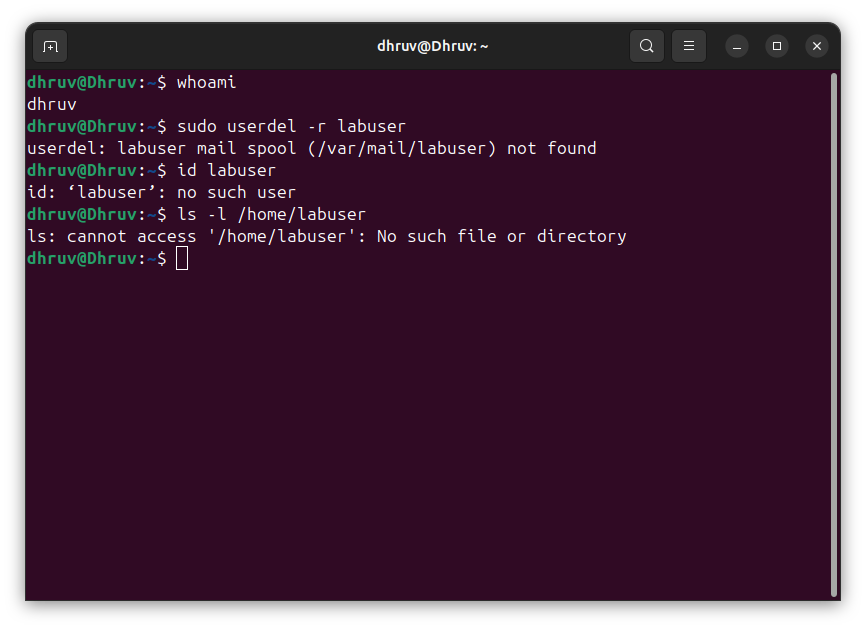 dhruv@Dhruv: ~
dhruv@Dhruv:~$ whoami
dhruv
dhruv@Dhruv:~$ sudo userdel -r labuser
userdel: labuser mail spool (/var/mail/labuser) not found
dhruv@Dhruv:~$ id labuser
id: ‘labuser’: no such user
dhruv@Dhruv:~$ ls -l /home/labuser
ls: cannot access '/home/labuser': No such file or directory
dhruv@Dhruv:~$